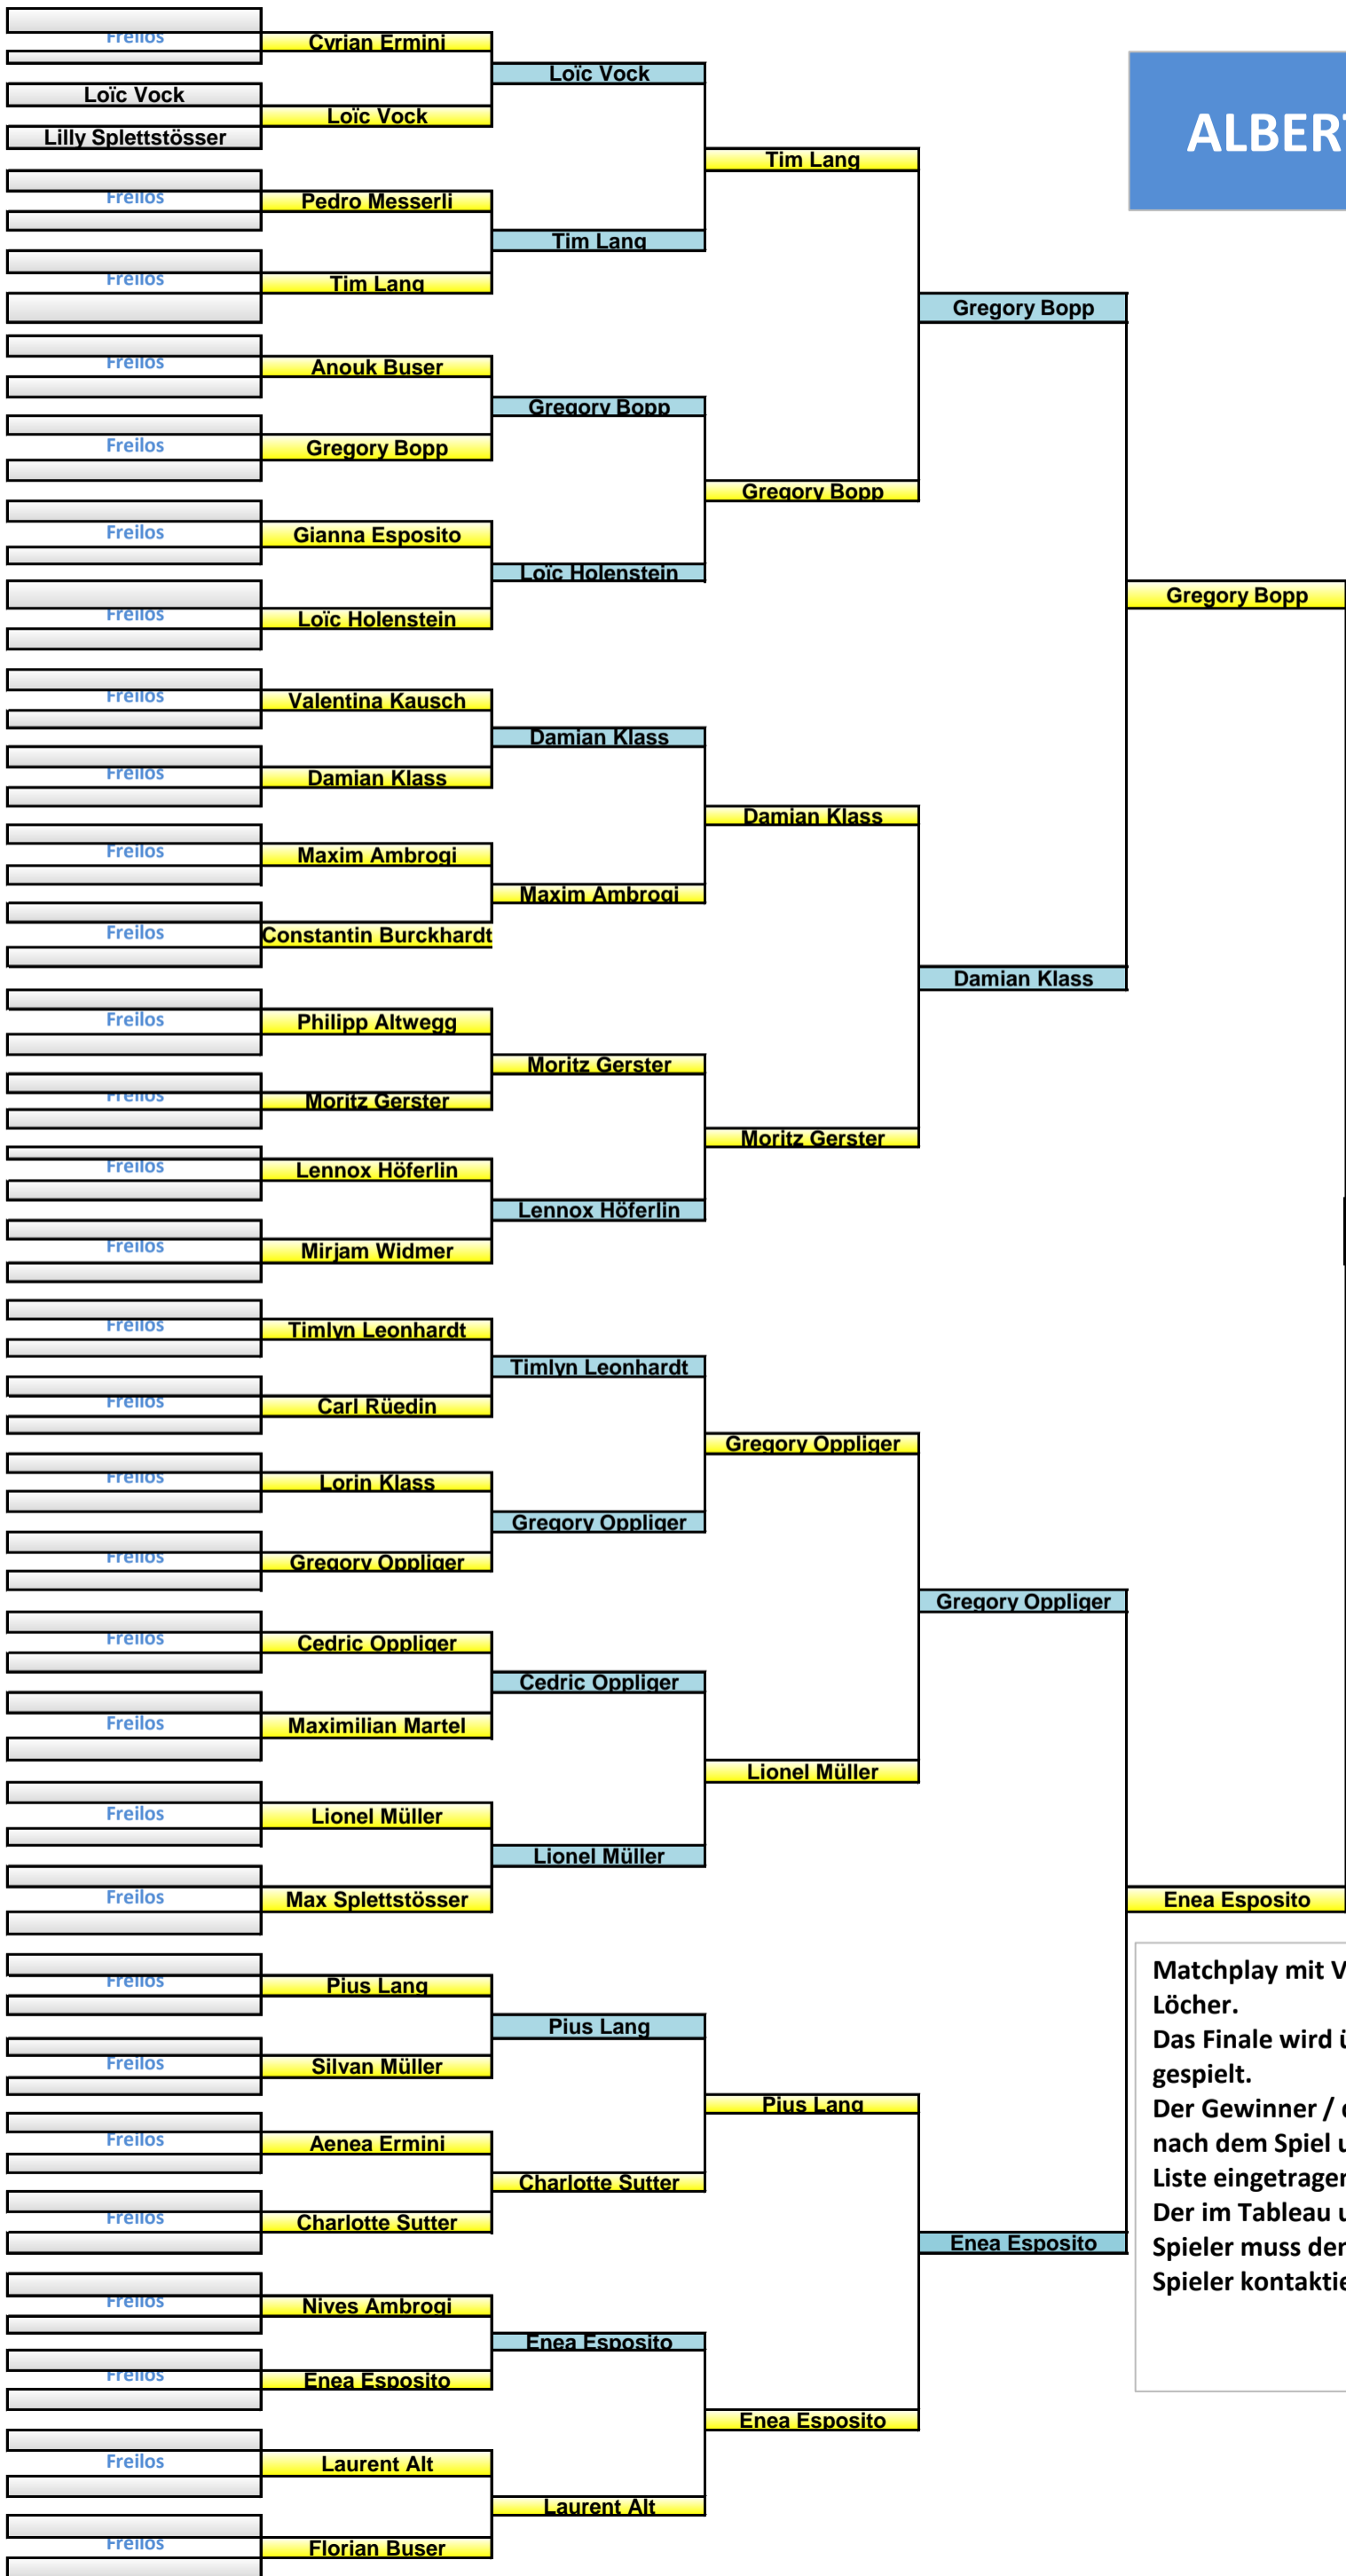 Freilos
Cyrian Ermini
Loïc Vock
Loïc Vock
Loïc Vock
Lilly Splettstösser
ALBERT
Tim Lang
Freilos
Pedro Messerli
Tim Lang
Freilos
Tim Lang
Gregory Bopp
Freilos
Anouk Buser
Gregory Bopp
Freilos
Gregory Bopp
Gregory Bopp
Freilos
Gianna Esposito
Loïc Holenstein
Gregory Bopp
Freilos
Loïc Holenstein
Freilos
Valentina Kausch
Damian Klass
Freilos
Damian Klass
Damian Klass
Freilos
Maxim Ambrogi
Maxim Ambrogi
Freilos
Constantin Burckhardt
Damian Klass
Freilos
Philipp Altwegg
Moritz Gerster
Freilos
Moritz Gerster
Moritz Gerster
Freilos
Lennox Höferlin
Lennox Höferlin
Freilos
Mirjam Widmer
Freilos
Timlyn Leonhardt
Timlyn Leonhardt
Freilos
Carl Rüedin
Gregory Oppliger
Freilos
Lorin Klass
Gregory Oppliger
Freilos
Gregory Oppliger
Gregory Oppliger
Freilos
Cedric Oppliger
Cedric Oppliger
Freilos
Maximilian Martel
Lionel Müller
Freilos
Lionel Müller
Lionel Müller
Freilos
Max Splettstösser
Enea Esposito
Freilos
Pius Lang
Pius Lang
Freilos
Silvan Müller
Pius Lang
Freilos
Aenea Ermini
Charlotte Sutter
Freilos
Charlotte Sutter
Enea Esposito
Freilos
Nives Ambrogi
Enea Esposito
Freilos
Enea Esposito
Enea Esposito
Freilos
Laurent Alt
Laurent Alt
Freilos
Florian Buser
Matchplay mit V
Löcher.
Das Finale wird ü
gespielt.
Der Gewinner / d
nach dem Spiel u
Liste eingetragen
Der im Tableau u
Spieler muss den
Spieler kontaktie